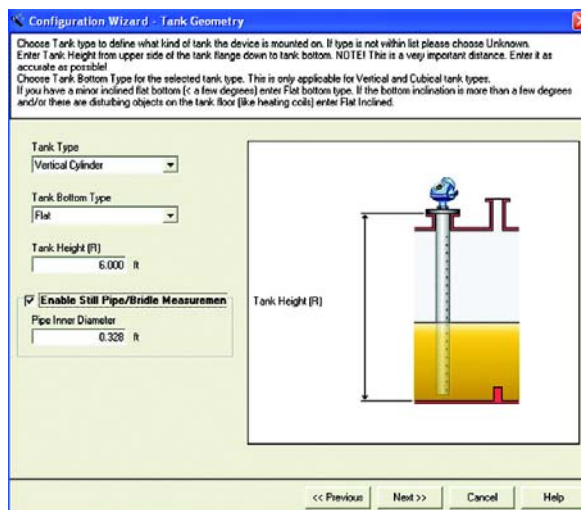 Configuration Wizard - Tank Geometry
Choose Tank type to define what kind of tank the device is mounted on. If type is not within list please choose Unknown.
Enter Tank Height from upper side of the tank flange down to tank bottom. NOTE! This is a very important distance. Enter it as
accurate as possible!
Choose Tank Bottom Type for the selected tank type. This is only applicable for Vertical and Cubical tank types.
If you have a minor inclined flat bottom (< a few degrees) enter Flat bottom type. If the bottom inclination is more than a few degrees
and/or there are disturbing objects on the tank floor (like heating coils) enter Flat Inclined.
Tank Type
Vertical Cylinder
Tank Bottom Type
Flat
Tank Height (R)
6.000 ft
Enable Still Pipe/Bridle Measuremen
Pipe Inner Diameter
0.328 ft
Tank Height (R)
<< Previous
Next >>
Cancel
Help